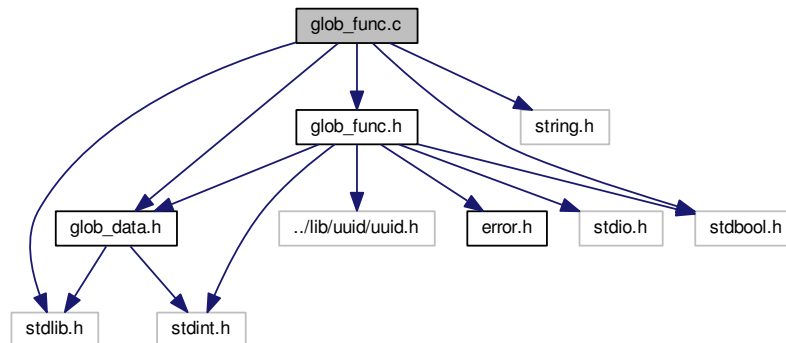 glob_func.c
glob_func.h
string.h
glob_data.h
../lib/uuid/uuid.h
error.h
stdio.h
stdbool.h
stdlib.h
stdint.h